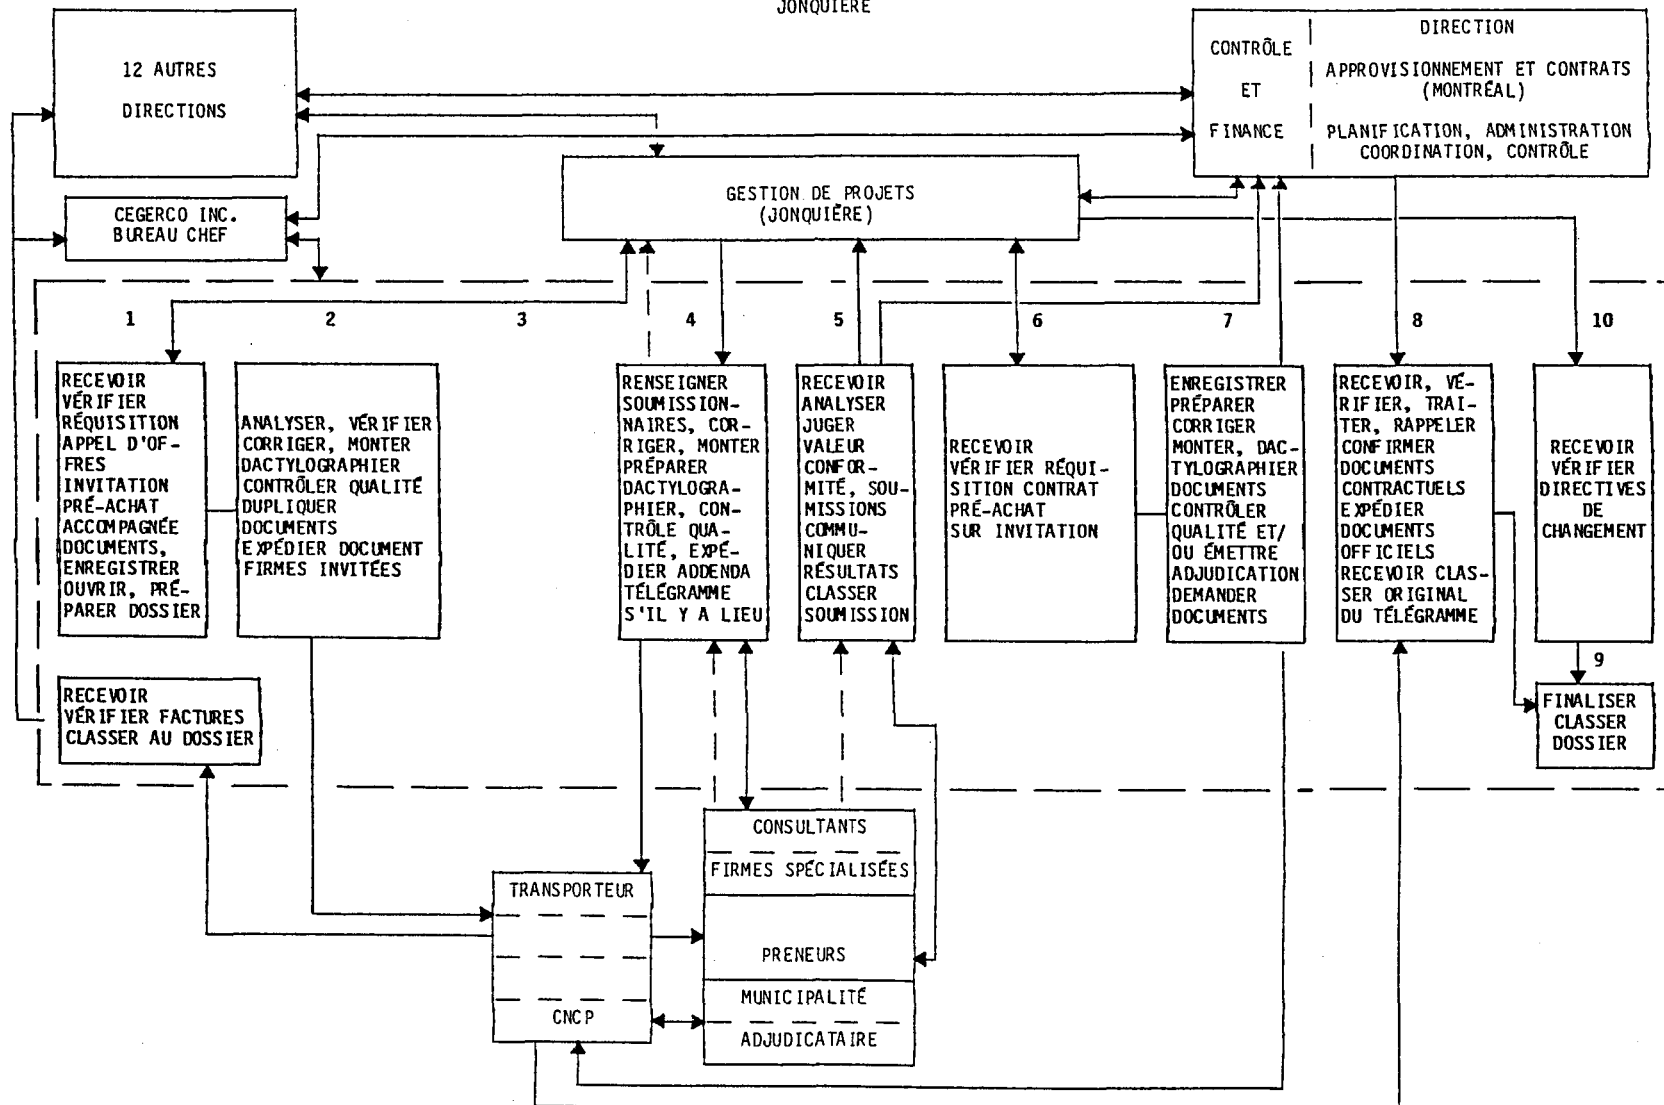 JONQUIÈRE
12 AUTRES
DIRECTIONS
CONTRÔLE
ET
FINANCE
DIRECTION
APPROVISIONNEMENT ET CONTRATS
(MONTRÉAL)
PLANIFICATION, ADMINISTRATION
COORDINATION, CONTRÔLE
GESTION DE PROJETS
(JONQUIÈRE)
CEGERCO INC.
BUREAU CHEF
1
2
3
4
5
6
7
8
10
RECEVOIR
VÉRIFIER
RÉQUISITION
APPEL D'OF-
FRES
INVITATION
PRÉ-ACHAT
ACCOMPAGNÉE
DOCUMENTS,
ENREGISTRER
OUVRIR, PRÉ-
PARER DOSSIER
ANALYSER, VÉRIFIER
CORRIGER, MONTER
DACTYLOGRAPHIER
CONTRÔLER QUALITÉ
DUPLIQUER
DOCUMENTS
EXPÉDIER DOCUMENT
FIRMES INVITÉES
RENSEIGNER
SOUMISSION-
NAIRES, COR-
RIGER, MONTER
PRÉPARER
DACTYLOGRA-
PHIER, CON-
TRÔLE QUA-
LITÉ, EXPÉ-
DIER ADDENDA
TÉLÉGRAMME
S'IL Y A LIEU
RECEVOIR
ANALYSER
JUGER
VALEUR
CONFOR-
MITÉ, SOU-
MISSIONS
COMMU-
NIQUER
RÉSULTATS
CLASSER
SOUMISSION
RECEVOIR
VÉRIFIER RÉQUI-
SITION CONTRAT
PRÉ-ACHAT
SUR INVITATION
ENREGISTRER
PRÉPARER
CORRIGER
MONTER, DAC-
TYLOGRAPHIER
DOCUMENTS
CONTRÔLER
QUALITÉ ET/
OU ÉMETTRE
ADJUDICATION
DEMANDER
DOCUMENTS
RECEVOIR, VÉ-
RIFIER, TRAI-
TER, RAPPELER
CONFIRMER
DOCUMENTS
CONTRACTUELS
EXPÉDIER
DOCUMENTS
OFFICIELS
RECEVOIR CLAS-
SER ORIGINAL
DU TÉLÉGRAMME
RECEVOIR
VÉRIFIER
DIRECTIVES
DE
CHANGEMENT
9
RECEVOIR
VÉRIFIER FACTURES
CLASSER AU DOSSIER
FINALISER
CLASSER
DOSSIER
CONSULTANTS
FIRMES SPÉCIALISÉES
PRENEURS
MUNICIPALITÉ
ADJUDICATAIRE
TRANSPORTEUR
CNCP